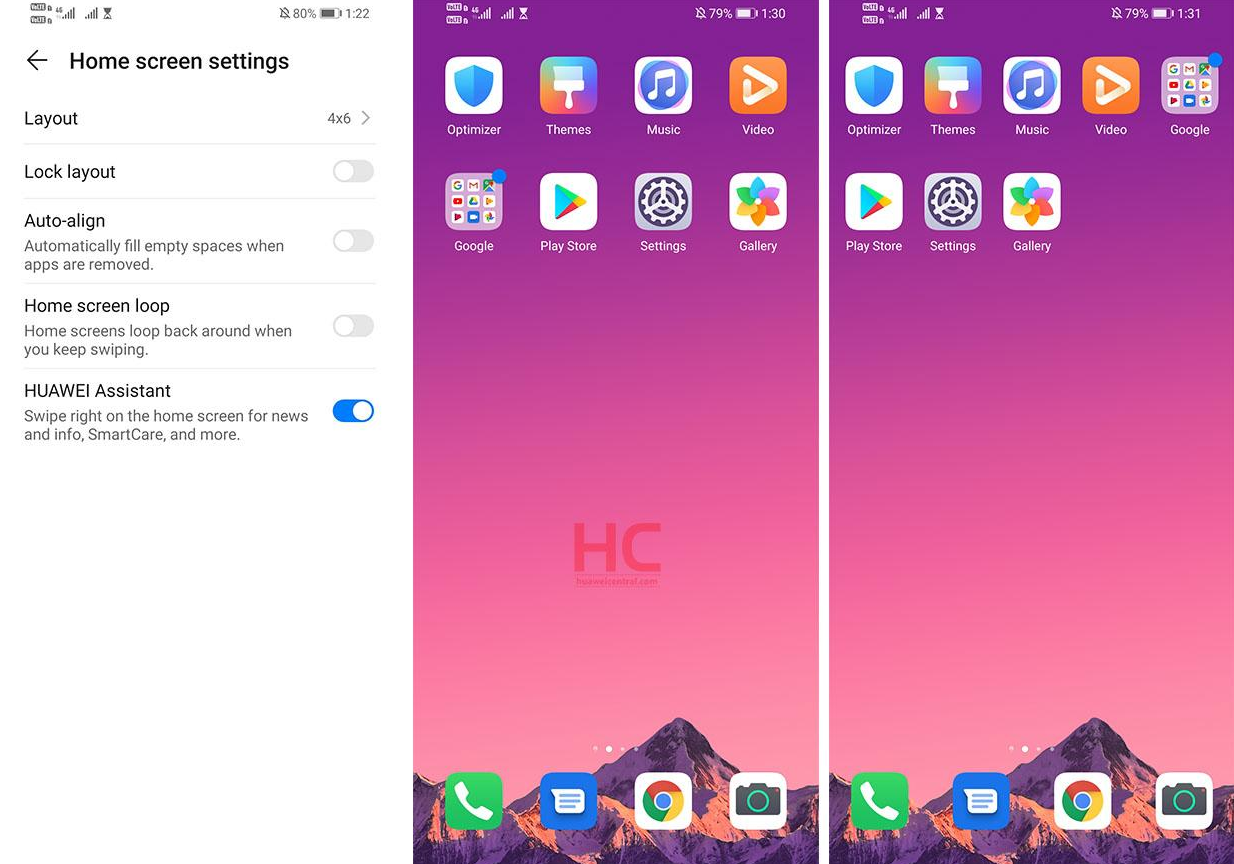 80% 1:22
Home screen settings
Layout 4x6
Lock layout
Auto-align
Automatically fill empty spaces when
apps are removed.
Home screen loop
Home screens loop back around when
you keep swiping.
HUAWEI Assistant
Swipe right on the home screen for news
and info, SmartCare, and more.
79% 1:30
Optimizer Themes Music Video
Google Play Store Settings Gallery
HC
huaweicentral.com
79% 1:31
Optimizer Themes Music Video Google
Play Store Settings Gallery